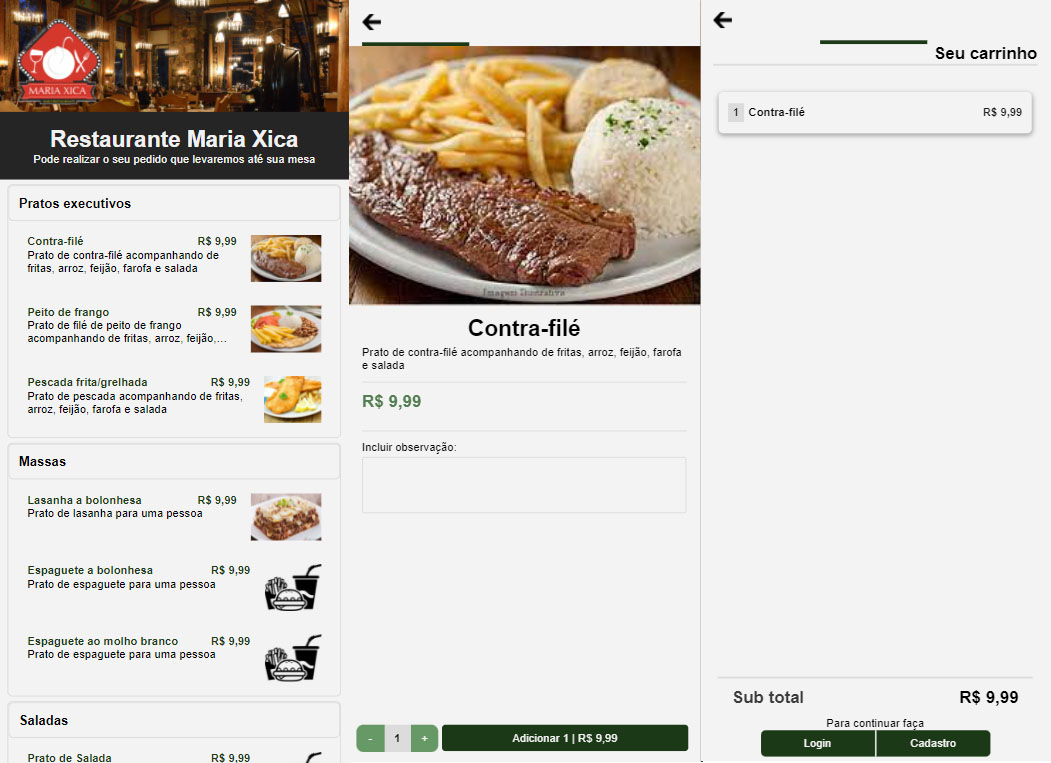 MARIA XICA
Restaurante Maria Xica
Pode realizar o seu pedido que levaremos até sua mesa
Pratos executivos
Contra-filé R$ 9,99
Prato de contra-filé acompanhando de
fritas, arroz, feijão, farofa e salada
Peito de frango R$ 9,99
Prato de filé de peito de frango
acompanhando de fritas, arroz, feijão,...
Pescada frita/grelhada R$ 9,99
Prato de pescada acompanhando de fritas,
arroz, feijão, farofa e salada
Massas
Lasanha a bolonhesa R$ 9,99
Prato de lasanha para uma pessoa
Espaguete a bolonhesa R$ 9,99
Prato de espaguete para uma pessoa
Espaguete ao molho branco R$ 9,99
Prato de espaguete para uma pessoa
Saladas
Prato de Salada R$ 9,99
Imagem Ilustrativa
Contra-filé
Prato de contra-filé acompanhando de fritas, arroz, feijão, farofa
e salada
R$ 9,99
Incluir observação:
- 1 + Adicionar 1 | R$ 9,99
Seu carrinho
1 Contra-filé R$ 9,99
Sub total R$ 9,99
Para continuar faça
Login Cadastro